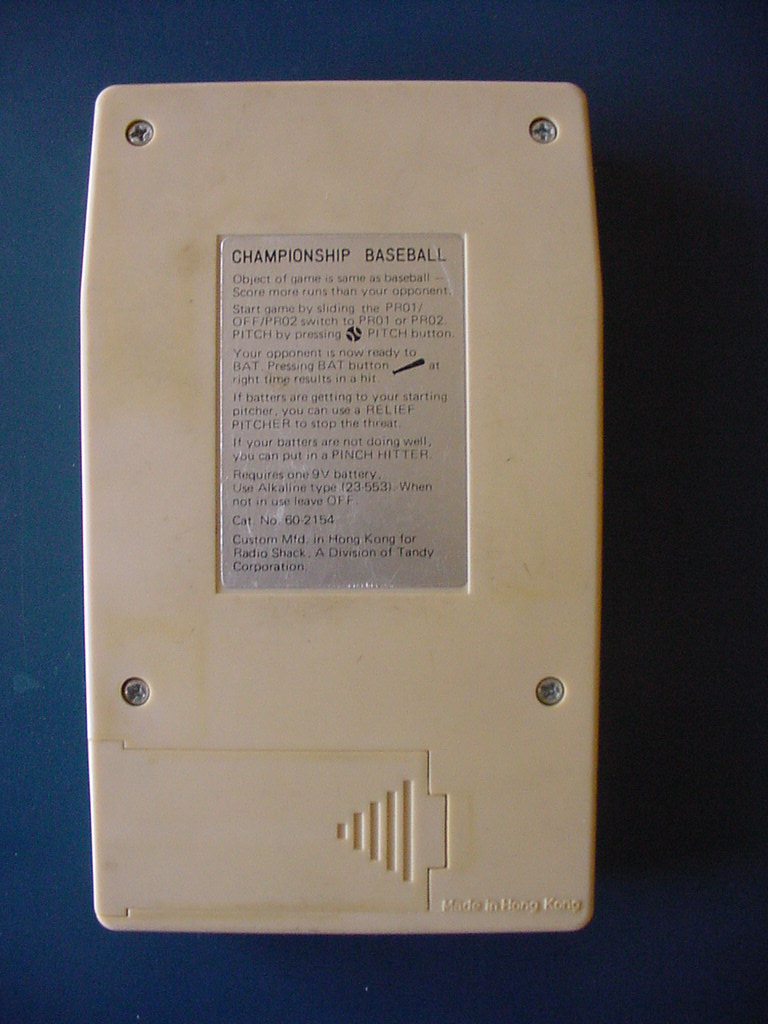 CHAMPIONSHIP BASEBALL
Object of game is same as baseball —
Score more runs than your opponent.
Start game by sliding the PR01/
OFF/PR02 switch to PR01 or PR02.
PITCH by pressing PITCH button.
Your opponent is now ready to
BAT. Pressing BAT button at
right time results in a hit.
If batters are getting to your starting
pitcher, you can use a RELIEF
PITCHER to stop the threat.
If your batters are not doing well,
you can put in a PINCH HITTER.
Requires one 9V battery.
Use Alkaline type (23-553). When
not in use leave OFF.
Cat. No. 60-2154
Custom Mfd. in Hong Kong for
Radio Shack, A Division of Tandy
Corporation.
Made in Hong Kong